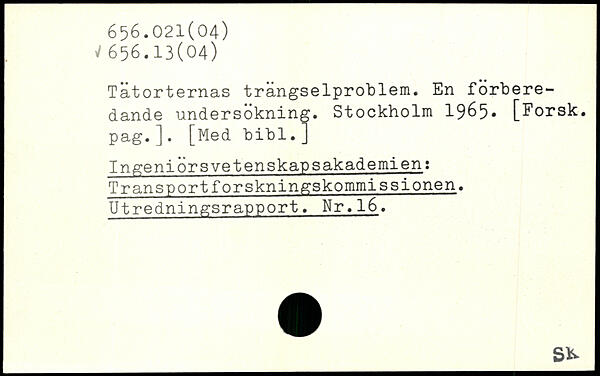 656.021(04)
√ 656.13(04)
Tätorternas trängselproblem. En förbere-
dande undersökning. Stockholm 1965. [Forsk.
pag.]. [Med bibl.]
Ingeniörsvetenskapsakademien:
Transportforskningskommissionen.
Utredningsrapport. Nr.16.
SK